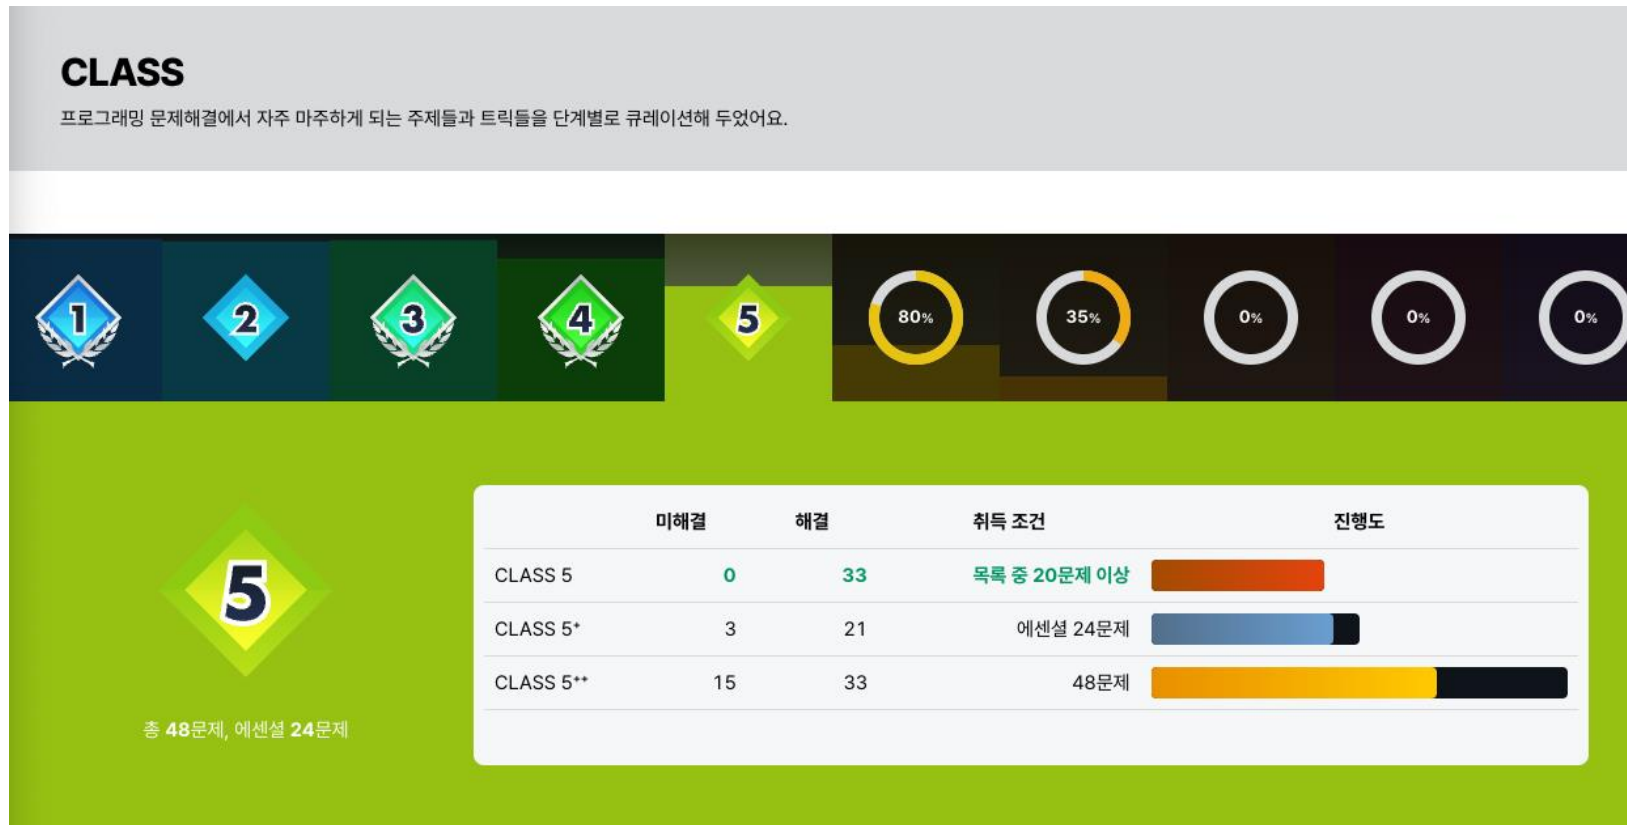 CLASS
프로그래밍 문제해결에서 자주 마주하게 되는 주제들과 트릭들을 단계별로 큐레이션해 두었어요.
1 2 3 4 5 80% 35% 0% 0% 0%
5
총 48문제, 에센셜 24문제
미해결 해결 취득 조건 진행도
CLASS 5 0 33 목록 중 20문제 이상
CLASS 5+ 3 21 에센셜 24문제
CLASS 5++ 15 33 48문제